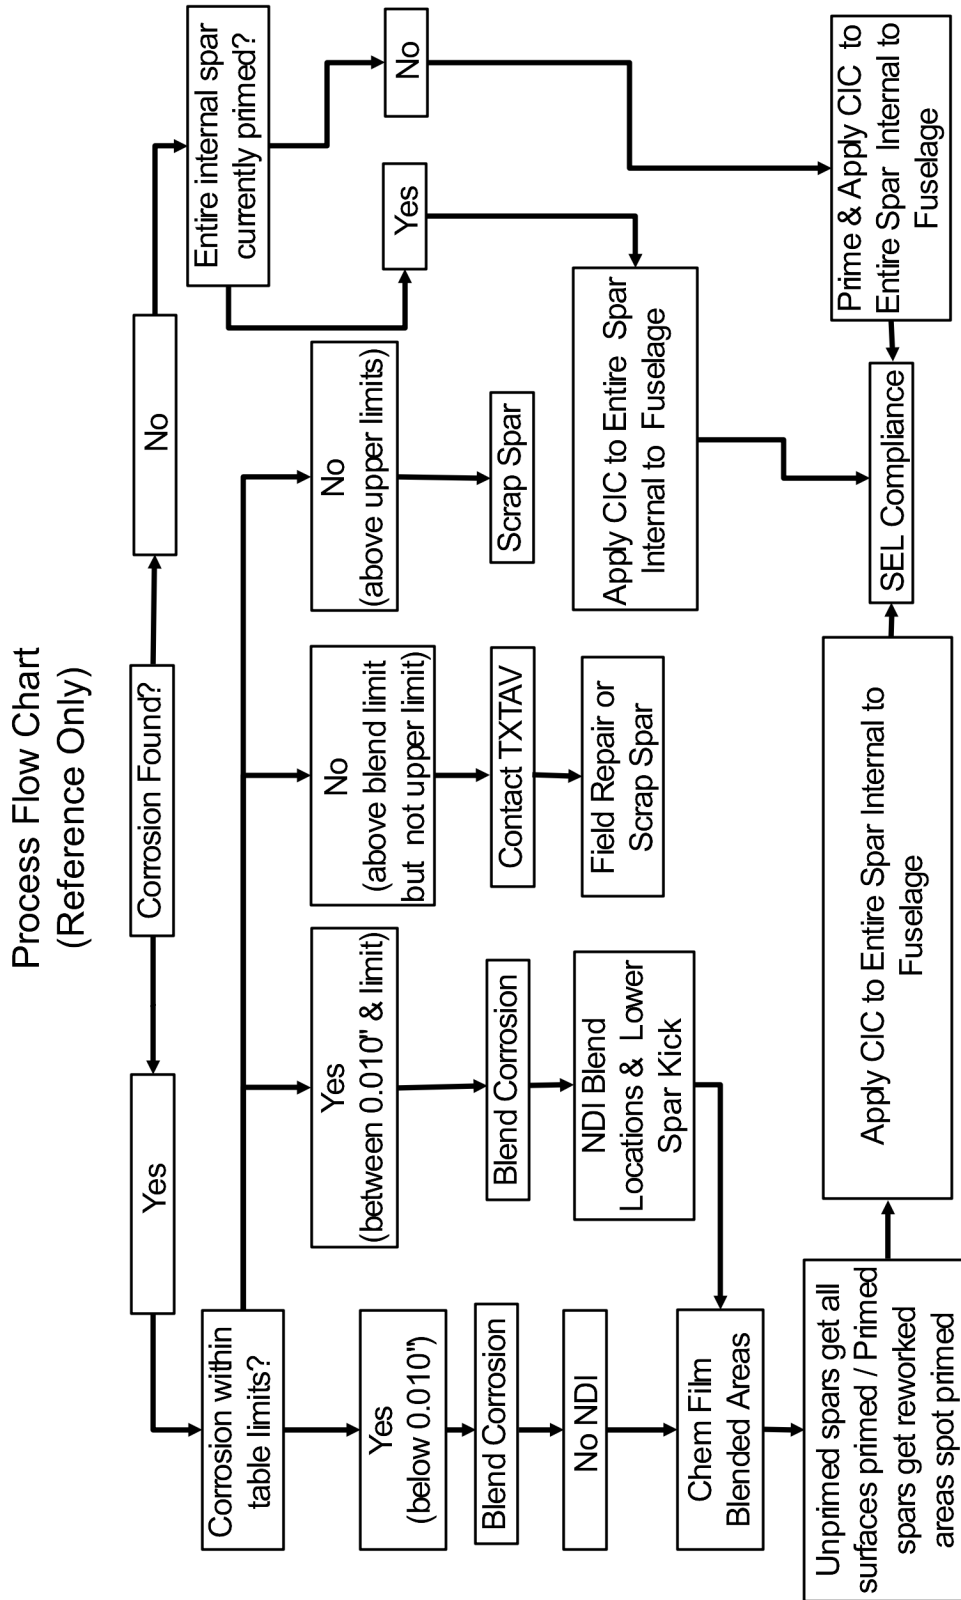 Process Flow Chart
(Reference Only)
Corrosion Found?
Yes
No
Corrosion within
table limits?
Entire internal spar
currently primed?
Yes
(below 0.010")
Yes
(between 0.010" & limit)
No
(above blend limit
but not upper limit)
No
(above upper limits)
Yes
No
Blend Corrosion
Blend Corrosion
Contact TXTAV
Scrap Spar
No NDI
NDI Blend
Locations & Lower
Spar Kick
Field Repair or
Scrap Spar
Apply CIC to Entire Spar
Internal to Fuselage
Chem Film
Blended Areas
Unprimed spars get all
surfaces primed / Primed
spars get reworked
areas spot primed
Apply CIC to Entire Spar Internal to
Fuselage
SEL Compliance
Prime & Apply CIC to
Entire Spar Internal to
Fuselage